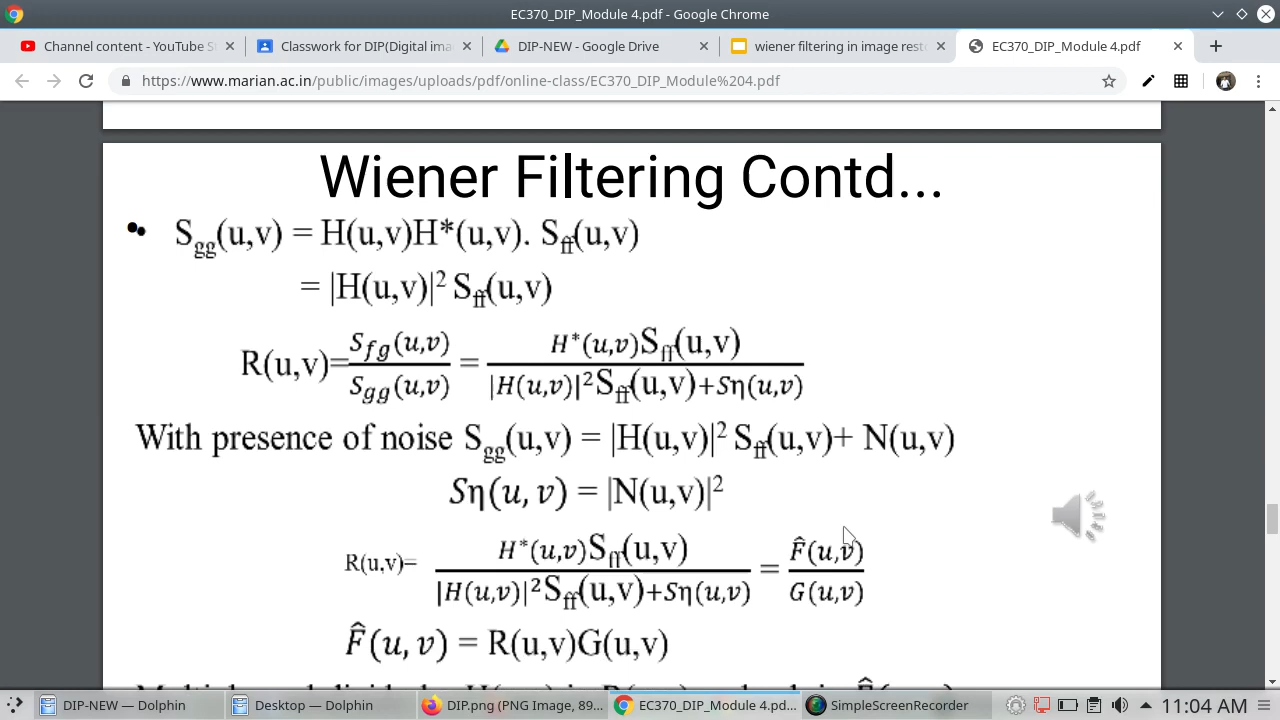 EC370_DIP_Module 4.pdf - Google Chrome
Channel content - YouTube S
Classwork for DIP(Digital ima
DIP-NEW - Google Drive
wiener filtering in image rest
EC370_DIP_Module 4.pdf
https://www.marian.ac.in/public/images/uploads/pdf/online-class/EC370_DIP_Module%204.pdf
Wiener Filtering Contd...
•• S_gg(u,v) = H(u,v)H*(u,v). S_ff(u,v)
= |H(u,v)|² S_ff(u,v)
R(u,v)= S_fg(u,v) / S_gg(u,v) = H*(u,v)S_ff(u,v) / |H(u,v)|²S_ff(u,v)+Sη(u,v)
With presence of noise S_gg(u,v) = |H(u,v)|² S_ff(u,v)+ N(u,v)
Sη(u, v) = |N(u,v)|²
R(u,v)= H*(u,v)S_ff(u,v) / |H(u,v)|²S_ff(u,v)+Sη(u,v) = F̂(u,v) / G(u,v)
F̂(u, v) = R(u,v)G(u,v)
DIP-NEW — Dolphin
Desktop — Dolphin
DIP.png (PNG Image, 89...
EC370_DIP_Module 4.pd...
SimpleScreenRecorder
11:04 AM